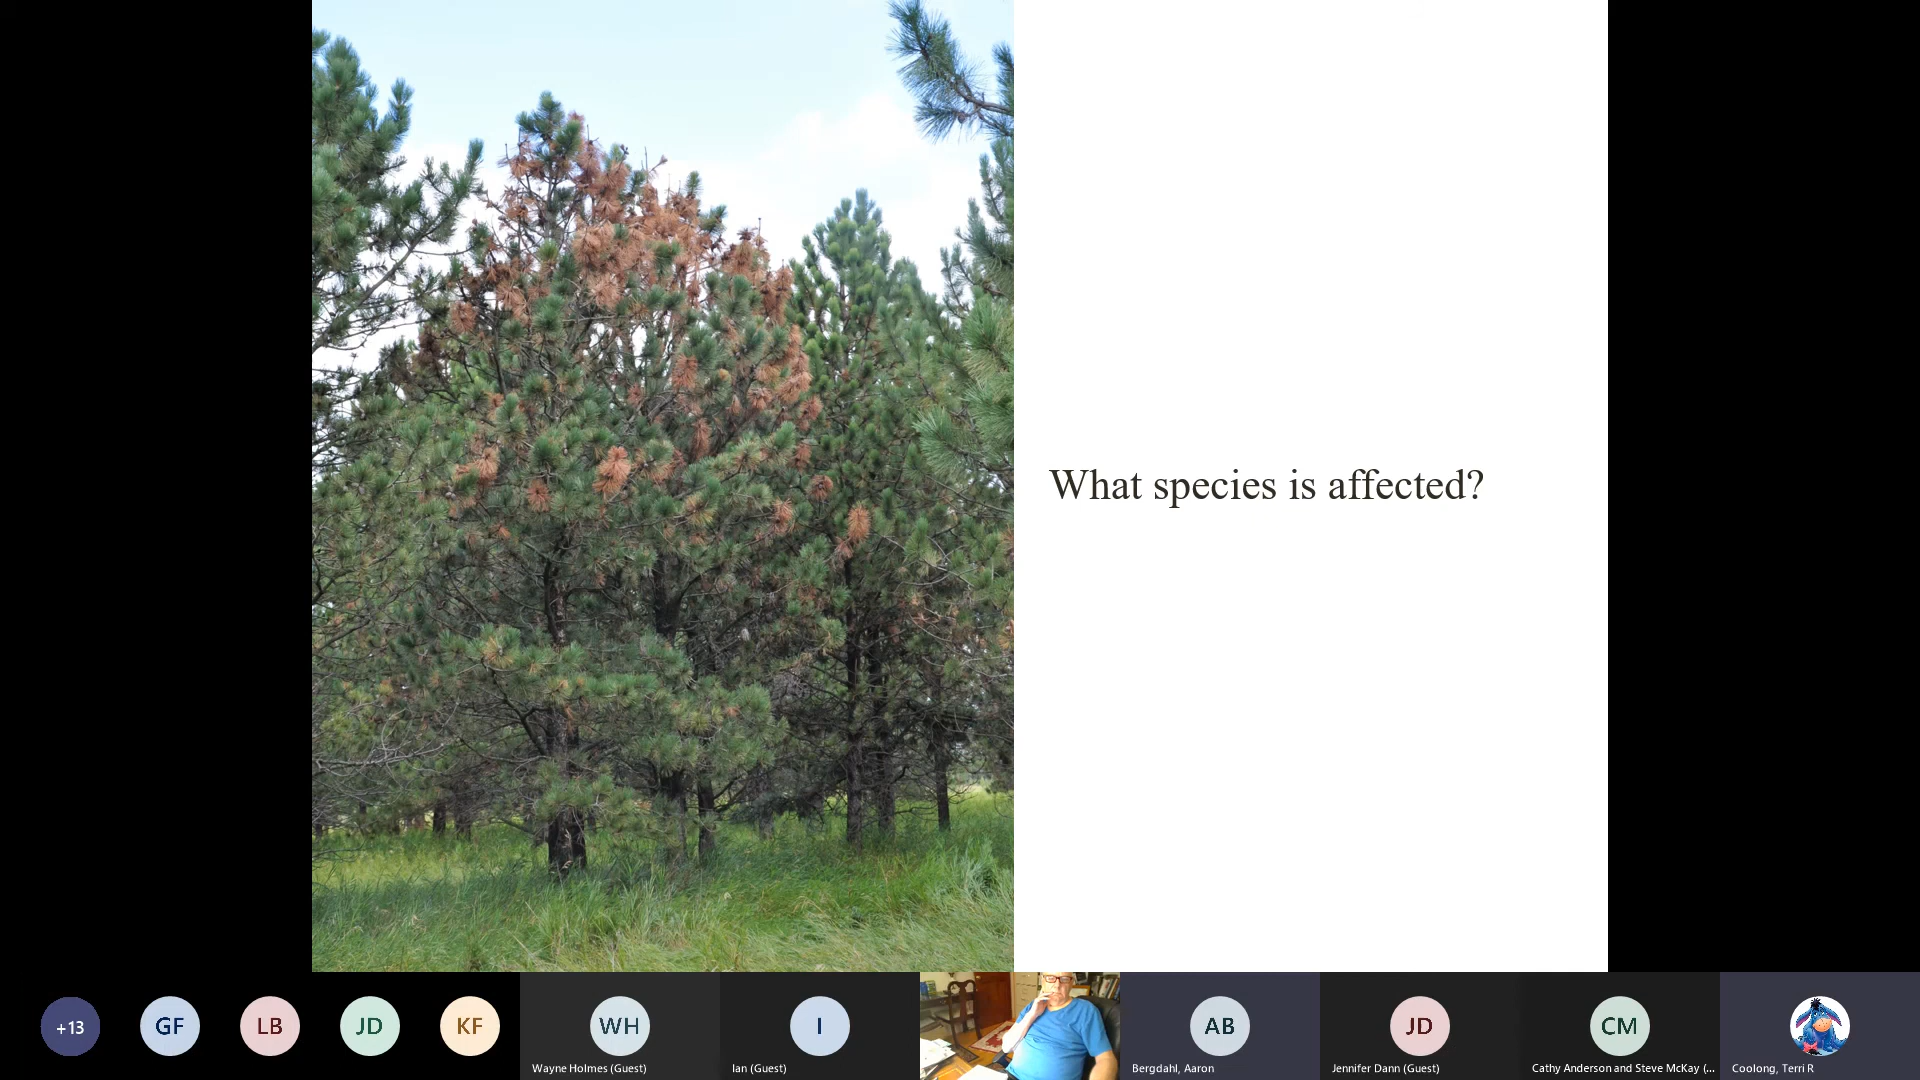 What species is affected?
+13
GF
LB
JD
KF
WH
I
AB
JD
CM
Wayne Holmes (Guest)
Ian (Guest)
Bergdahl, Aaron
Jennifer Dann (Guest)
Cathy Anderson and Steve McKay (...
Coolong, Terri R